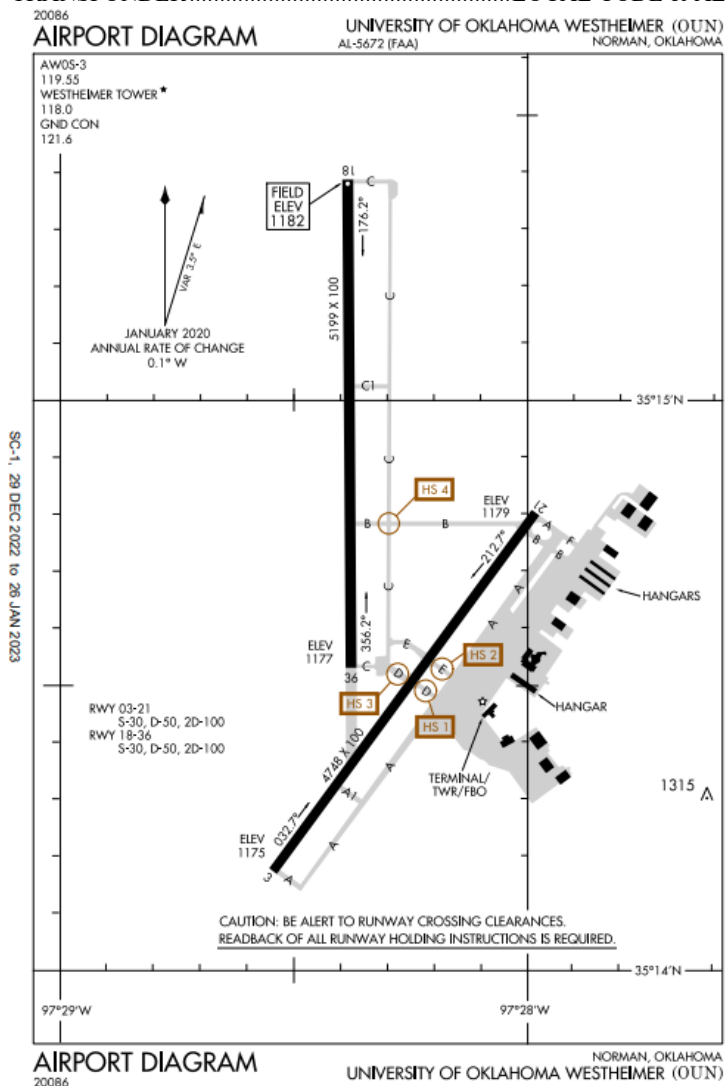 20086
AIRPORT DIAGRAM
AL-5672 (FAA)
UNIVERSITY OF OKLAHOMA WESTHEIMER (OUN)
NORMAN, OKLAHOMA
AWOS-3
119.55
WESTHEIMER TOWER ★
118.0
GND CON
121.6
18
C
FIELD
ELEV
1182
176.2°
VAR 3.5° E
5199 X 100
C
JANUARY 2020
ANNUAL RATE OF CHANGE
0.1° W
C1
35°15'N
C
HS 4
ELEV
1179
21
A
F
B
B
B
B
212.7°
SC-1, 29 DEC 2022 to 26 JAN 2023
C
A
HANGARS
356.2°
A
E
ELEV
1177
C
36
D
E
HS 2
HS 3
D
HS 1
HANGAR
RWY 03-21
S-30, D-50, 2D-100
RWY 18-36
S-30, D-50, 2D-100
4748 X 100
A
TERMINAL/
TWR/FBO
1315
A1
032.7°
ELEV
1175
A
3
A
CAUTION: BE ALERT TO RUNWAY CROSSING CLEARANCES.
READBACK OF ALL RUNWAY HOLDING INSTRUCTIONS IS REQUIRED.
35°14'N
97°29'W
97°28'W
AIRPORT DIAGRAM
20086
NORMAN, OKLAHOMA
UNIVERSITY OF OKLAHOMA WESTHEIMER (OUN)